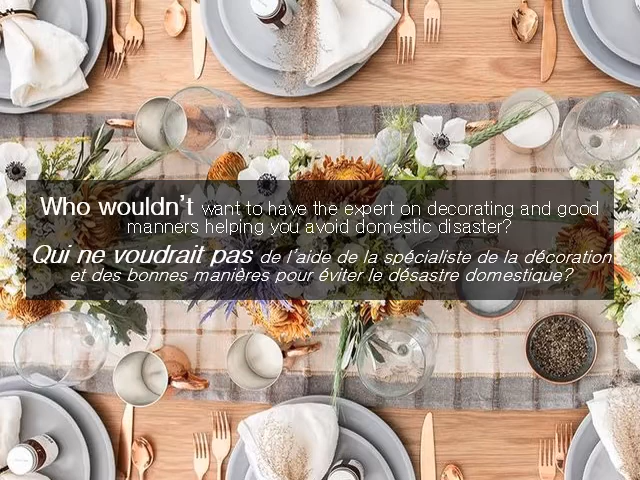 Who wouldn't want to have the expert on decorating and good
manners helping you avoid domestic disaster?
Qui ne voudrait pas de l'aide de la spécialiste de la décoration
et des bonnes manières pour éviter le désastre domestique?